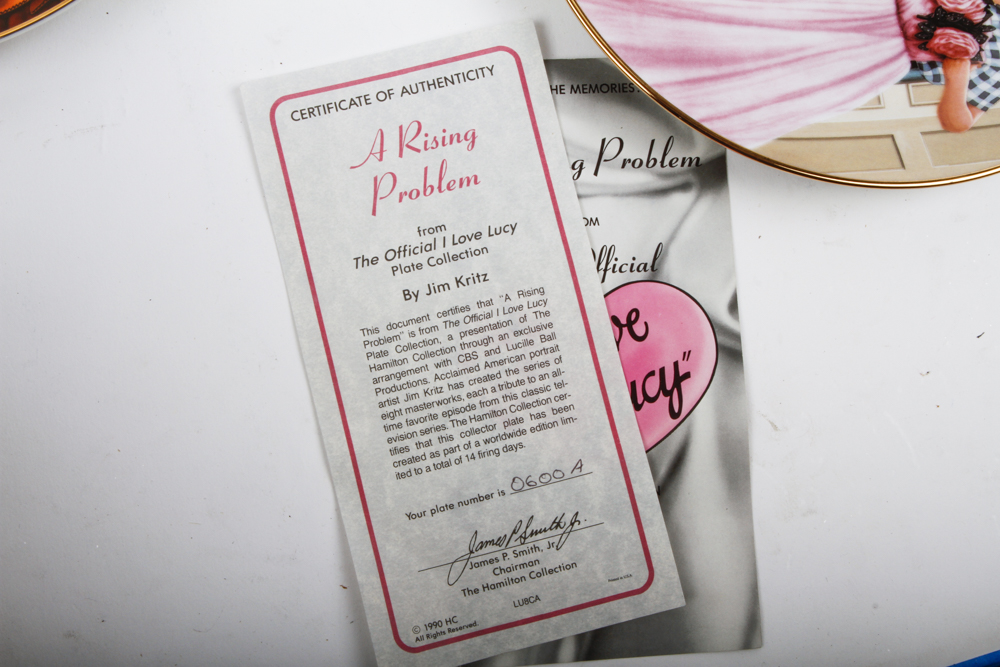 CERTIFICATE OF AUTHENTICITY
A Rising
Problem
from
The Official I Love Lucy
Plate Collection
By Jim Kritz
This document certifies that "A Rising
Problem" is from The Official I Love Lucy
Plate Collection, a presentation of The
Hamilton Collection through an exclusive
arrangement with CBS and Lucille Ball
Productions. Acclaimed American portrait
artist Jim Kritz has created the series of
eight masterworks, each a tribute to an all-
time favorite episode from this classic tel-
evision series. The Hamilton Collection cer-
tifies that this collector plate has been
created as part of a worldwide edition lim-
ited to a total of 14 firing days.
Your plate number is 0600 A
James P Smith Jr.
James P. Smith, Jr.
Chairman
The Hamilton Collection
Printed in U.S.A.
© 1990 HC
All Rights Reserved.
LU8CA
HE MEMORIES
g Problem
OM
fficial
ve
ucy"